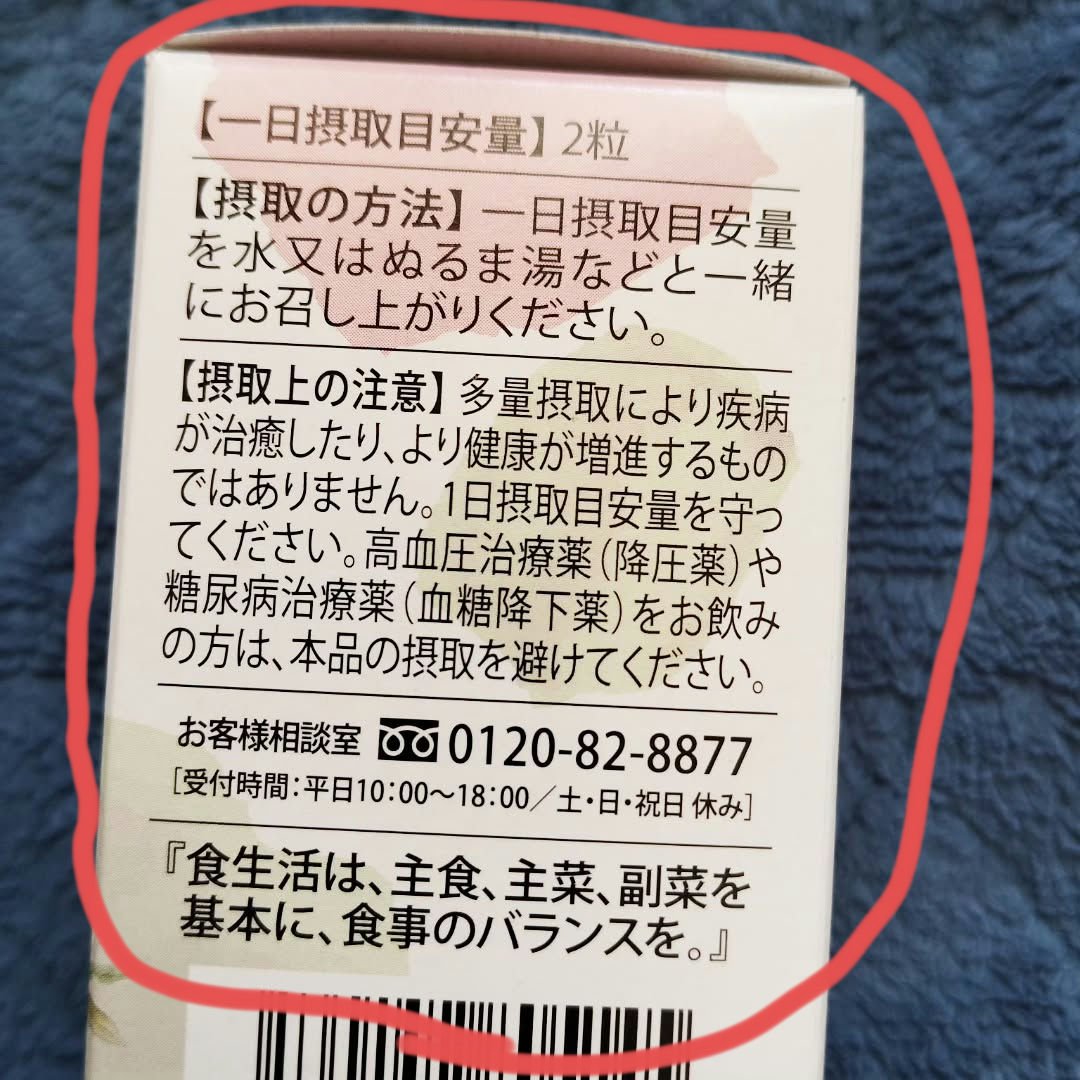 【一日摂取目安量】2粒
【摂取の方法】一日摂取目安量
を水又はぬるま湯などと一緒
にお召し上がりください。
【摂取上の注意】多量摂取により疾病
が治癒したり、より健康が増進するもの
ではありません。1日摂取目安量を守っ
てください。高血圧治療薬(降圧薬)や
糖尿病治療薬(血糖降下薬)をお飲み
の方は、本品の摂取を避けてください。
お客様相談室 0120-82-8877
[受付時間:平日10:00〜18:00/土・日・祝日 休み]
『食生活は、主食、主菜、副菜を
基本に、食事のバランスを。』